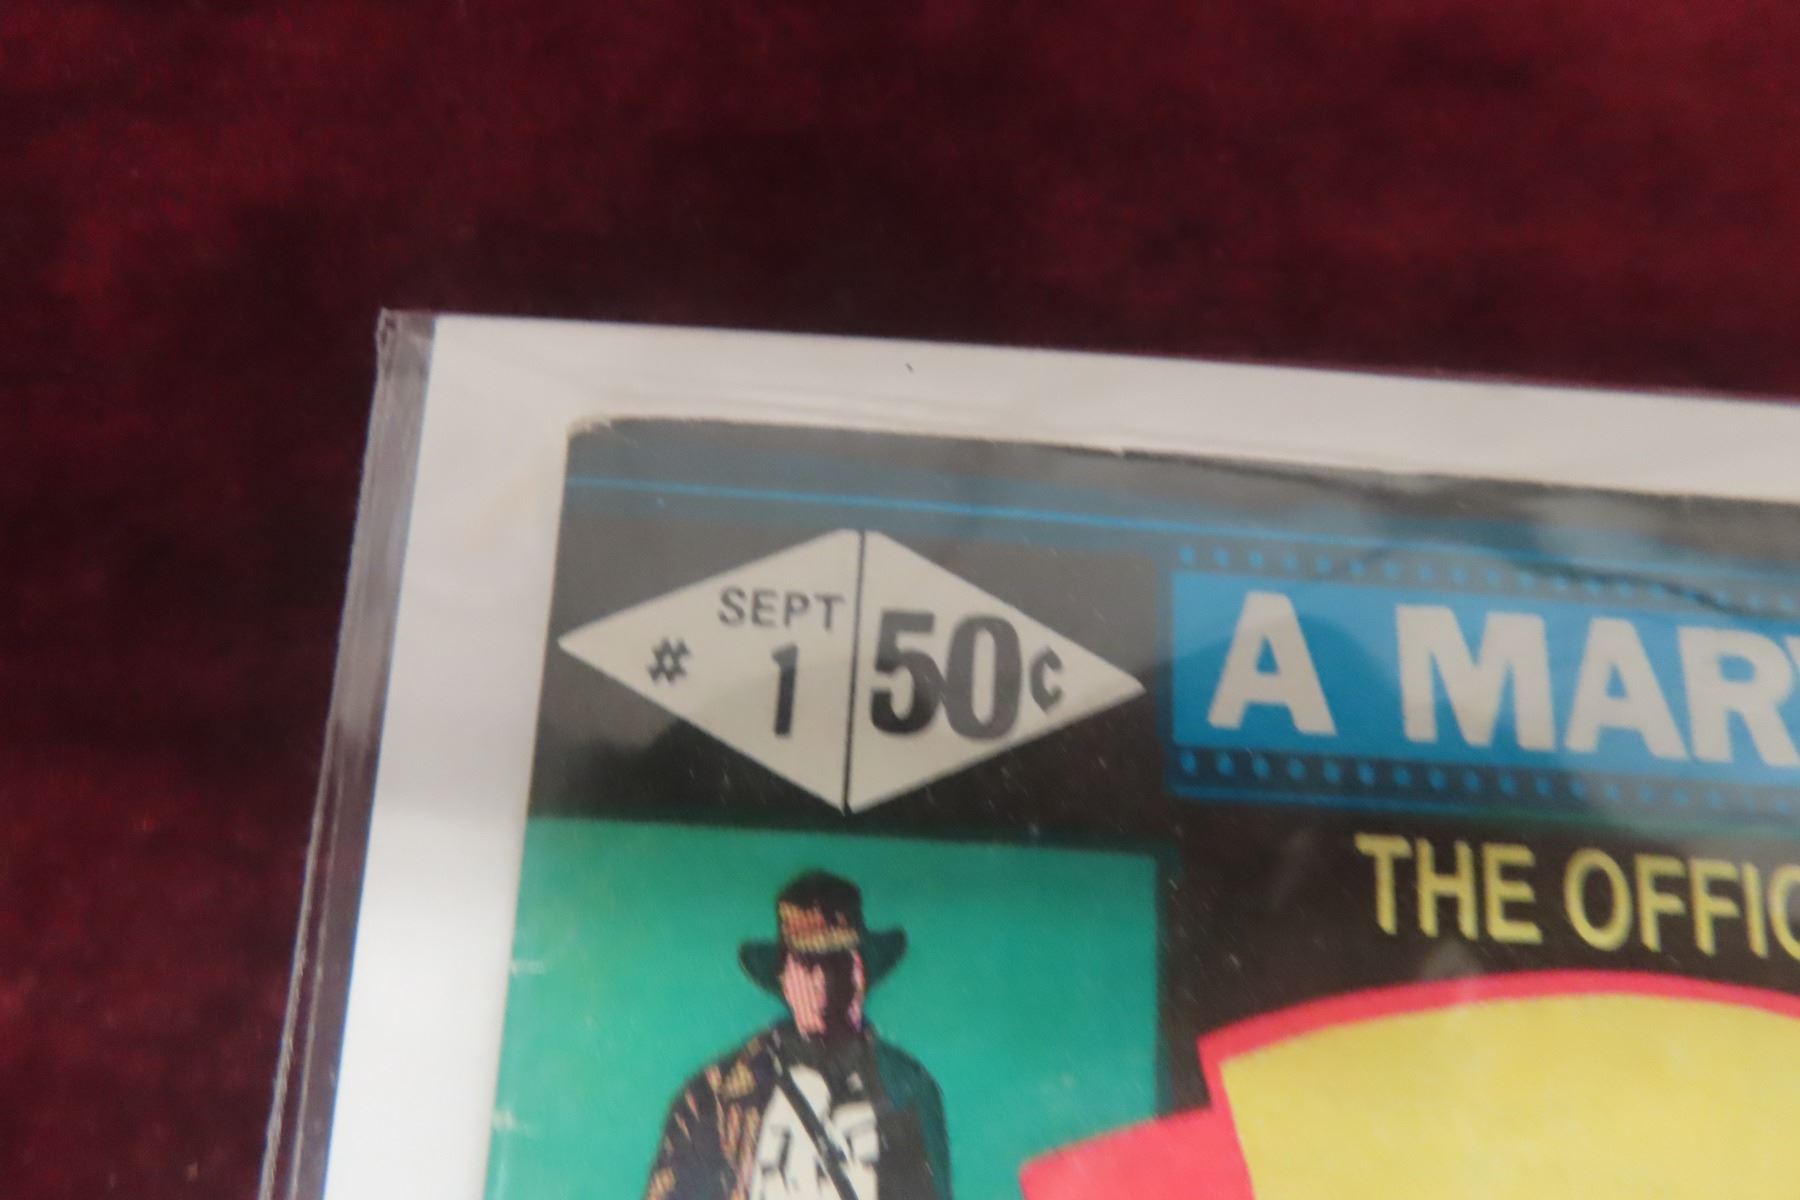 SEPT
# 1 50¢
A MAR
THE OFFIC